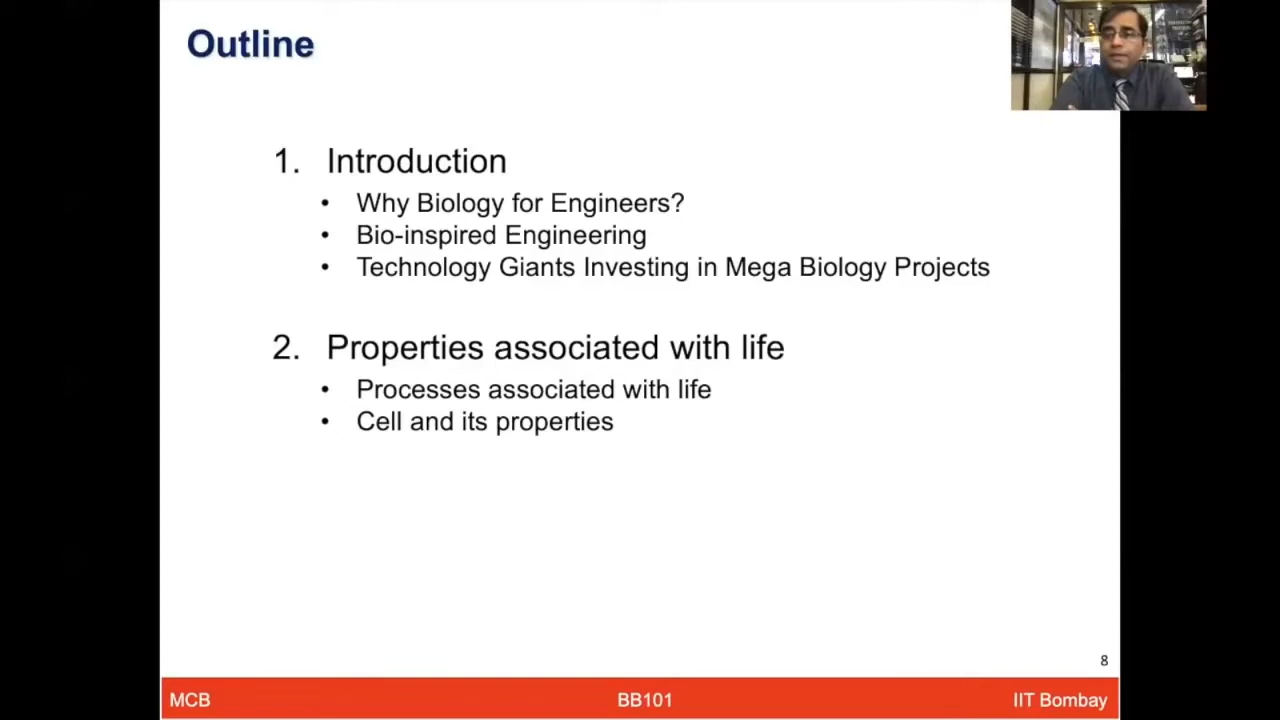 Outline
1. Introduction
• Why Biology for Engineers?
• Bio-inspired Engineering
• Technology Giants Investing in Mega Biology Projects
2. Properties associated with life
• Processes associated with life
• Cell and its properties
8
MCB BB101 IIT Bombay